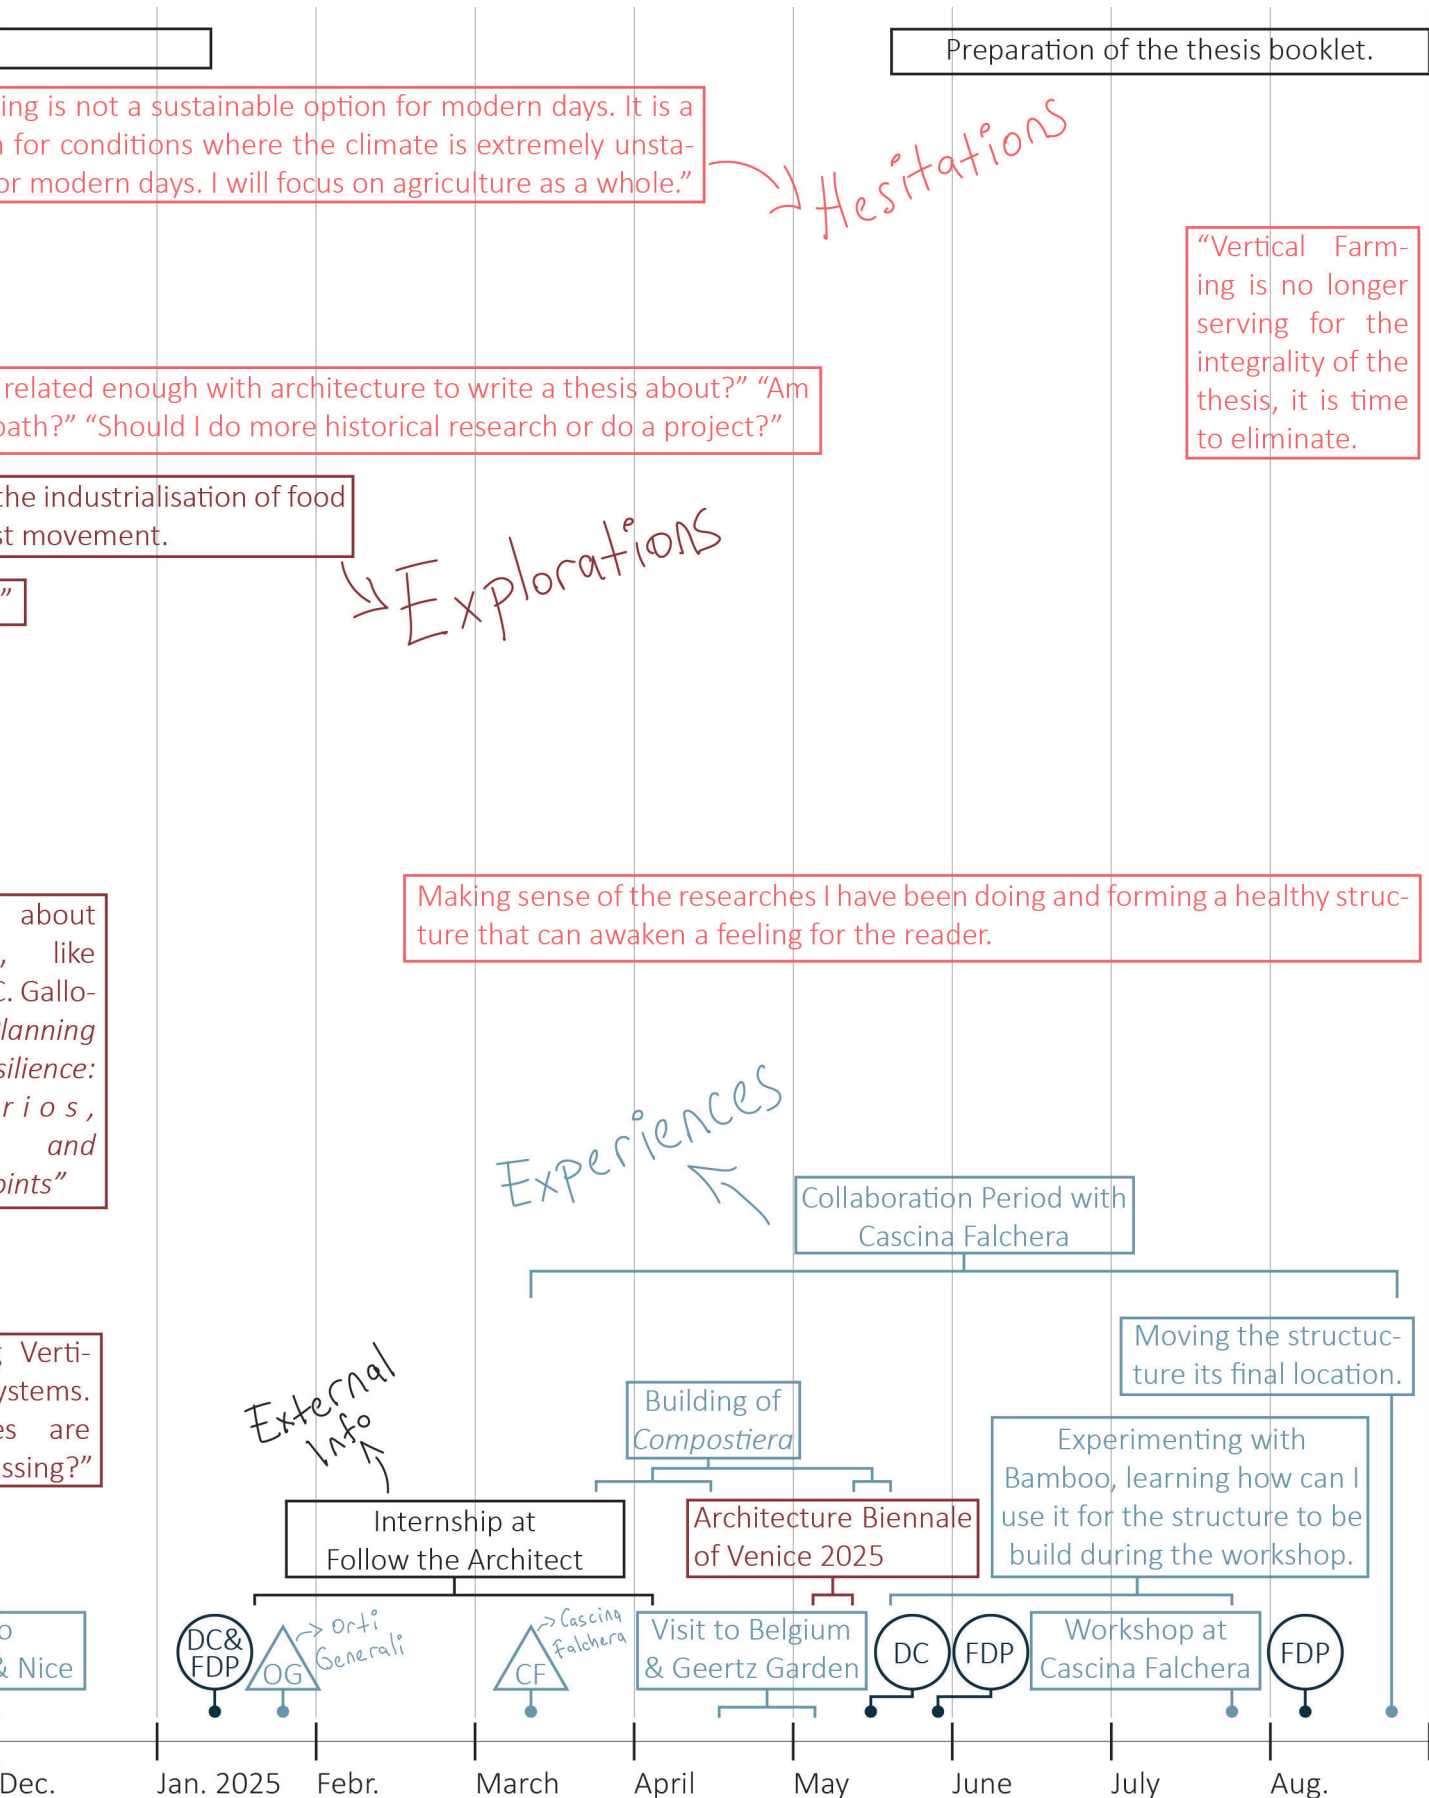 Preparation of the thesis booklet.
ing is not a sustainable option for modern days. It is a
for conditions where the climate is extremely unsta-
or modern days. I will focus on agriculture as a whole.”
Hesitations
“Vertical Farm-
ing is no longer
serving for the
integrality of the
thesis, it is time
to eliminate.
related enough with architecture to write a thesis about?” “Am
path?” “Should I do more historical research or do a project?”
the industrialisation of food
st movement.
Explorations
”
Making sense of the researches I have been doing and forming a healthy struc-
ture that can awaken a feeling for the reader.
about
, like
C. Gallo-
Planning
silience:
rios,
and
oints”
Experiences
Collaboration Period with
Cascina Falchera
Moving the structuc-
ture its final location.
Verti-
ystems.
es are
ssing?”
External
Info
Building of
Compostiera
Experimenting with
Bamboo, learning how can I
use it for the structure to be
build during the workshop.
Internship at
Follow the Architect
Architecture Biennale
of Venice 2025
o
& Nice
DC&
FDP
OG
Orti
Generali
CF
Cascina
Falchera
Visit to Belgium
& Geertz Garden
DC
FDP
Workshop at
Cascina Falchera
FDP
Dec.
Jan. 2025
Febr.
March
April
May
June
July
Aug.